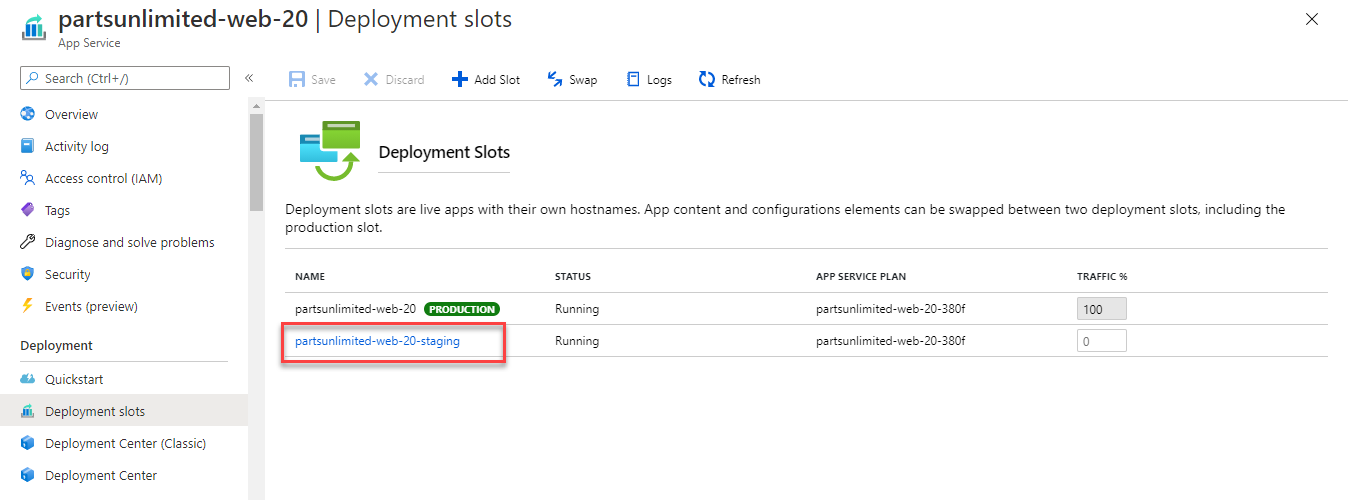 partsunlimited-web-20 | Deployment slots
App Service
Search (Ctrl+/)
«
Overview
Activity log
Access control (IAM)
Tags
Diagnose and solve problems
Security
Events (preview)
Deployment
Quickstart
Deployment slots
Deployment Center (Classic)
Deployment Center
Save Discard Add Slot Swap Logs Refresh
Deployment Slots
Deployment slots are live apps with their own hostnames. App content and configurations elements can be swapped between two deployment slots, including the
production slot.
NAME STATUS APP SERVICE PLAN TRAFFIC %
partsunlimited-web-20 PRODUCTION Running partsunlimited-web-20-380f 100
partsunlimited-web-20-staging Running partsunlimited-web-20-380f 0